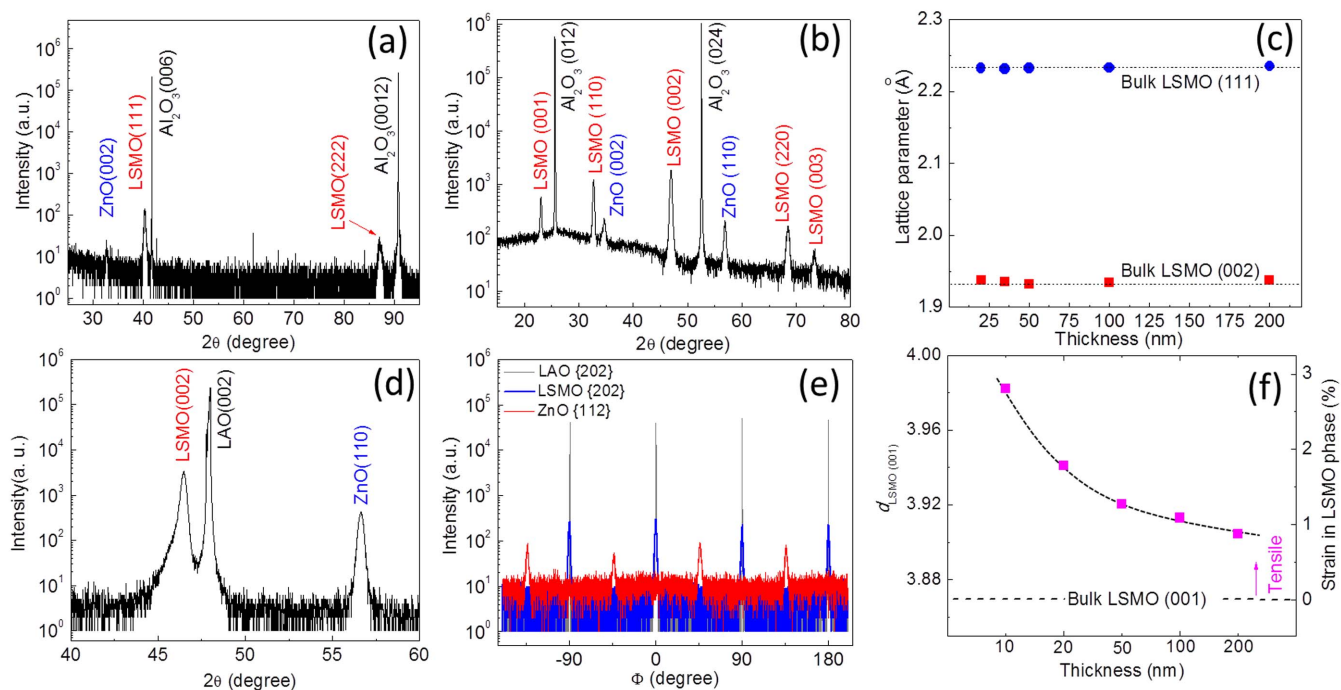 (a)
Intensity (a.u.)
10^6
10^5
10^4
10^3
10^2
10^1
10^0
ZnO(002)
LSMO(111)
Al2O3(006)
LSMO(222)
Al2O3(0012)
30 40 50 60 70 80 90
2θ (degree)
(b)
Intensity (a.u.)
10^6
10^5
10^4
10^3
10^2
10^1
LSMO (001)
Al2O3 (012)
LSMO (110)
ZnO (002)
LSMO (002)
Al2O3 (024)
ZnO (110)
LSMO (220)
LSMO (003)
20 30 40 50 60 70 80
2θ (degree)
(c)
Lattice parameter (Å)
2.3
2.2
2.1
2.0
1.9
Bulk LSMO (111)
Bulk LSMO (002)
25 50 75 100 125 150 175 200
Thickness (nm)
(d)
Intensity(a. u.)
10^6
10^5
10^4
10^3
10^2
10^1
10^0
LSMO(002)
LAO(002)
ZnO(110)
40 45 50 55 60
2θ (degree)
(e)
Intensity (a. u.)
10^6
10^5
10^4
10^3
10^2
10^1
10^0
LAO {202}
LSMO {202}
ZnO {112}
-90 0 90 180
Φ (degree)
(f)
d LSMO (001)
4.00
3.96
3.92
3.88
Bulk LSMO (001)
Tensile
3
2
1
0
Strain in LSMO phase (%)
10 20 50 100 200
Thickness (nm)